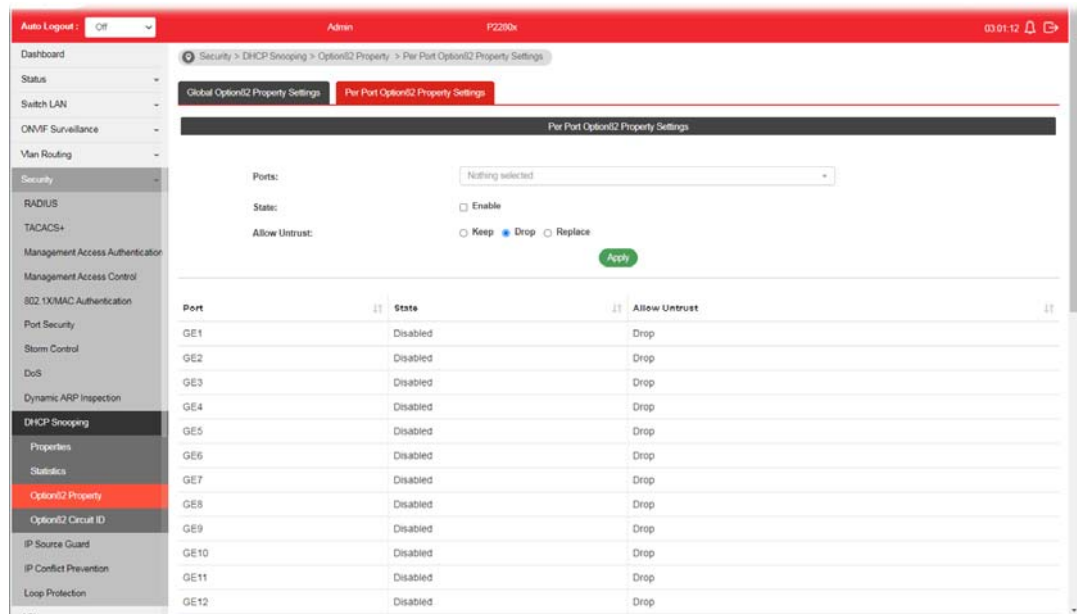 Auto Logout : Off Admin P2280x 03:01:12
Dashboard
Status
Switch LAN
ONVIF Surveillance
Vlan Routing
Security
RADIUS
TACACS+
Management Access Authentication
Management Access Control
802.1X/MAC Authentication
Port Security
Storm Control
DoS
Dynamic ARP Inspection
DHCP Snooping
Properties
Statistics
Option82 Property
Option82 Circuit ID
IP Source Guard
IP Conflict Prevention
Loop Protection
Security > DHCP Snooping > Option82 Property > Per Port Option82 Property Settings
Global Option82 Property Settings Per Port Option82 Property Settings
Per Port Option82 Property Settings
Ports: Nothing selected
State: Enable
Allow Untrust: Keep Drop Replace
Apply
Port State Allow Untrust
GE1 Disabled Drop
GE2 Disabled Drop
GE3 Disabled Drop
GE4 Disabled Drop
GE5 Disabled Drop
GE6 Disabled Drop
GE7 Disabled Drop
GE8 Disabled Drop
GE9 Disabled Drop
GE10 Disabled Drop
GE11 Disabled Drop
GE12 Disabled Drop